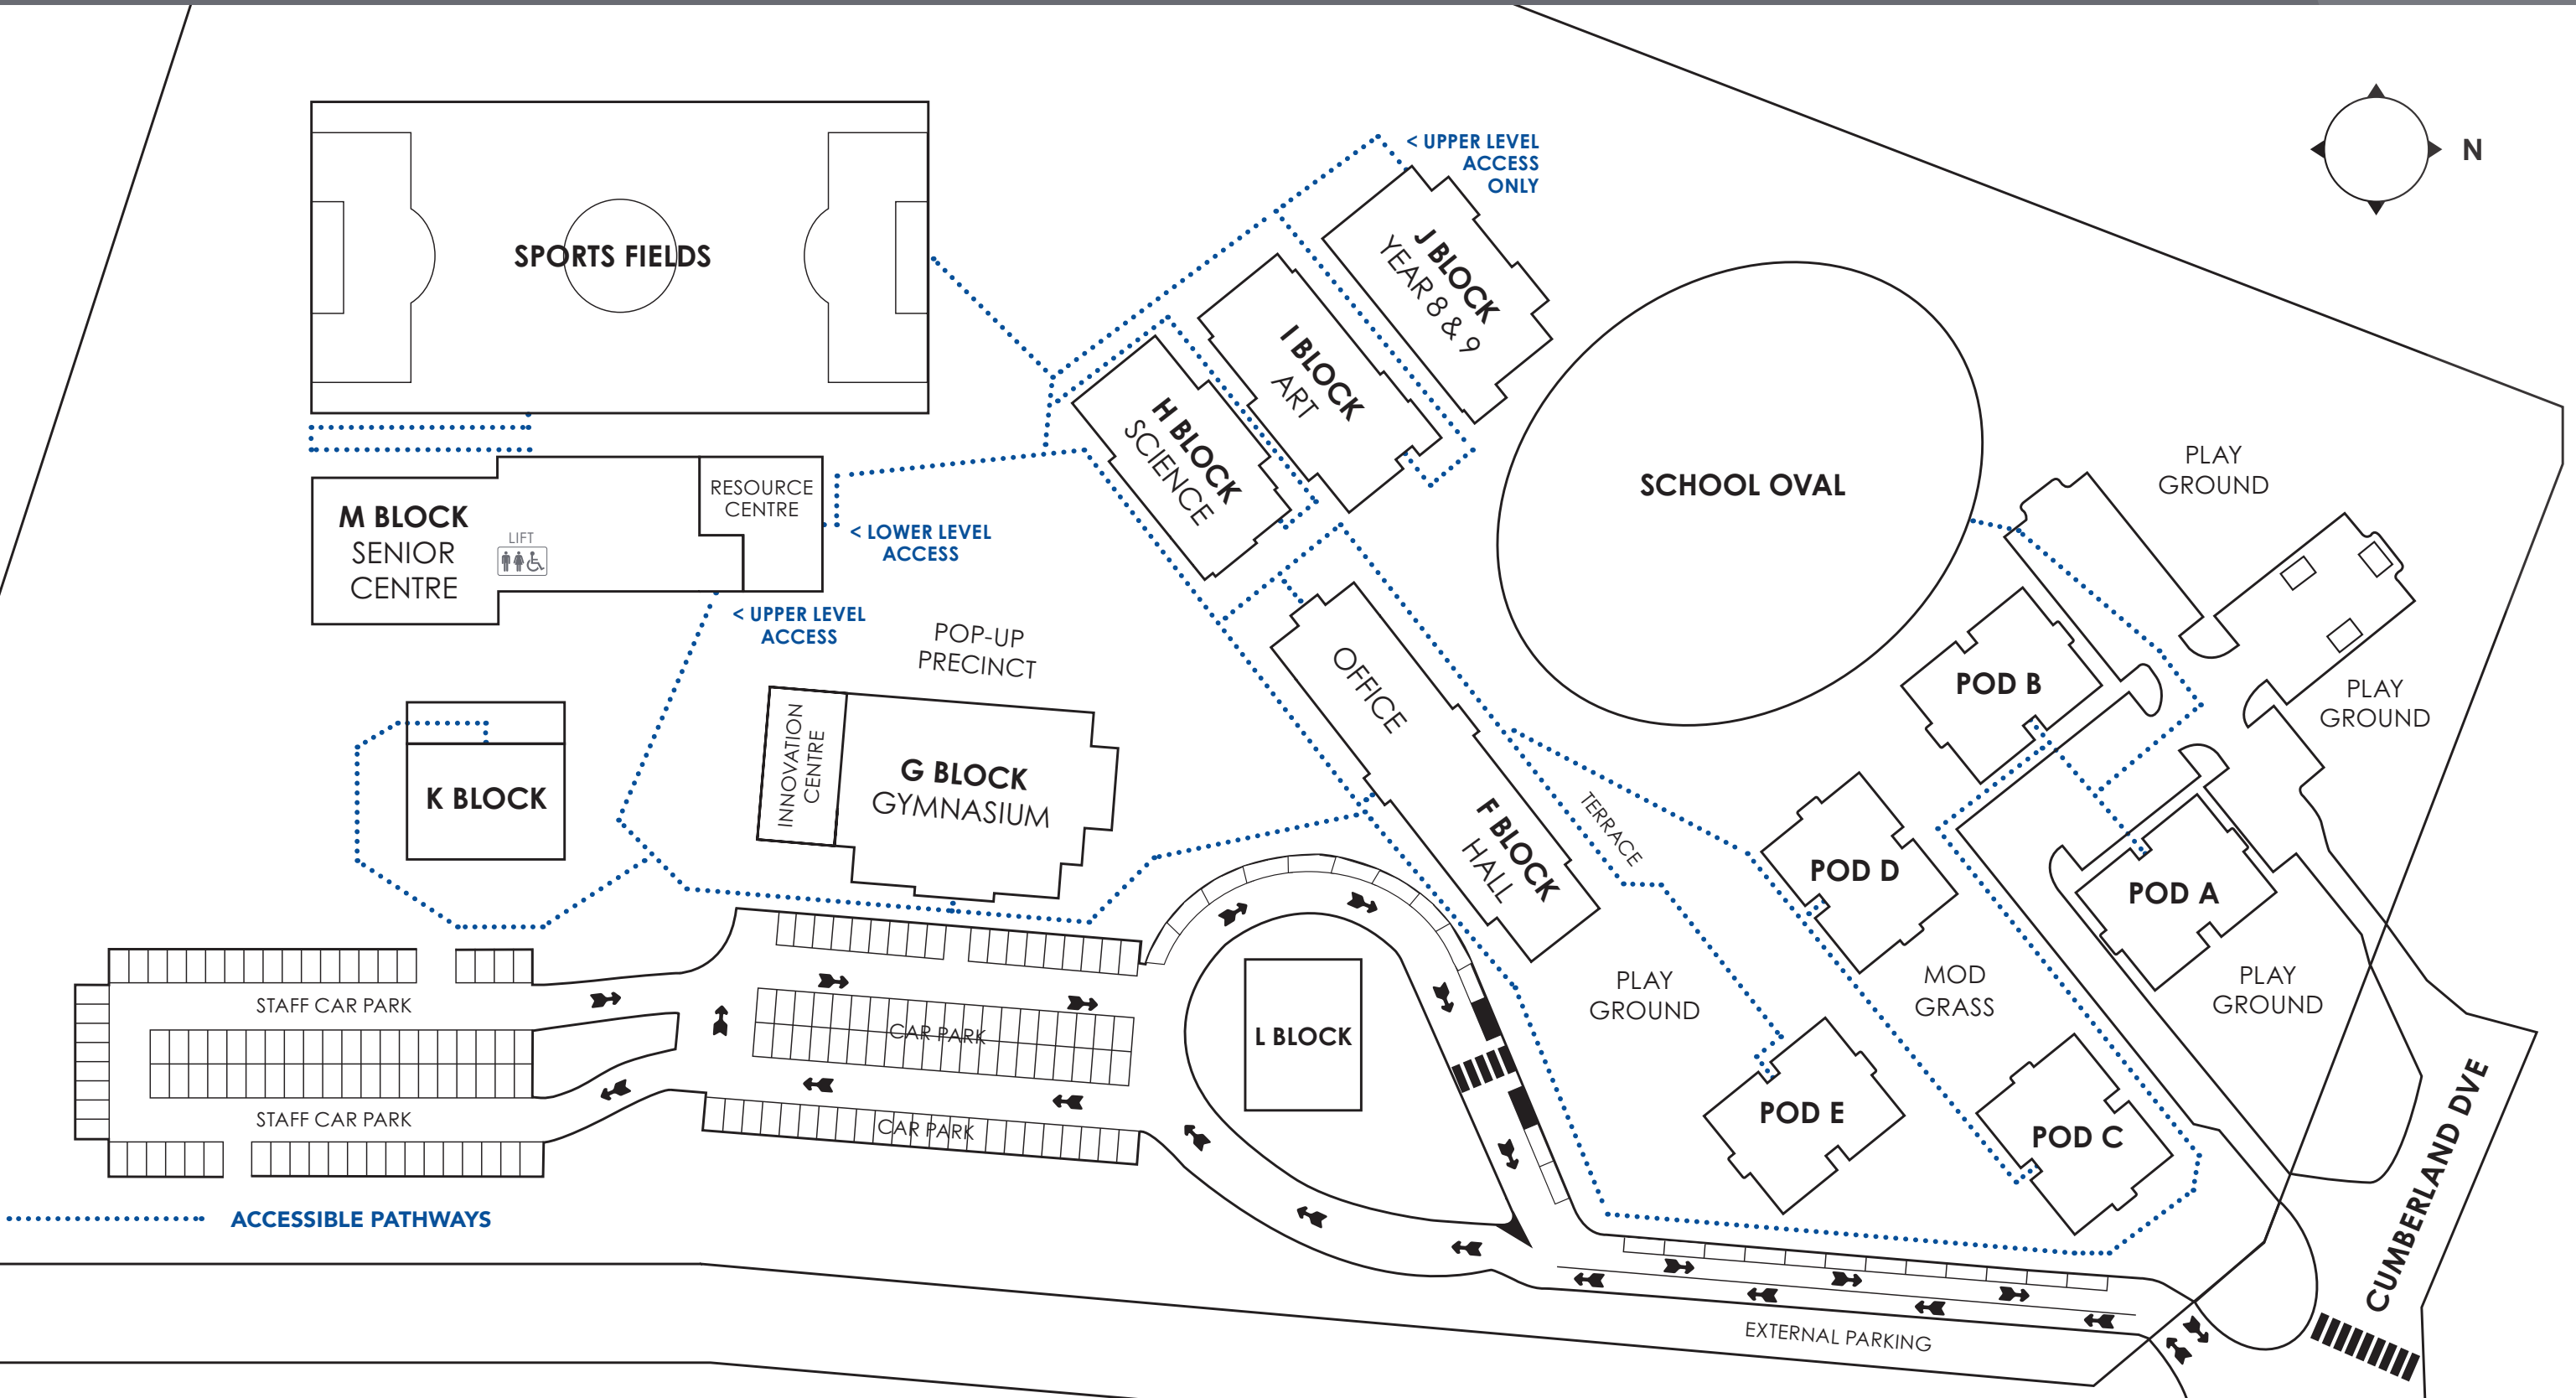 < UPPER LEVEL
ACCESS
ONLY
N
SPORTS FIELDS
J BLOCK
YEAR 8 & 9
I BLOCK
ART
H BLOCK
SCIENCE
SCHOOL OVAL
PLAY
GROUND
RESOURCE
CENTRE
M BLOCK
SENIOR
CENTRE
LIFT
< LOWER LEVEL
ACCESS
< UPPER LEVEL
ACCESS
POP-UP
PRECINCT
OFFICE
POD B
PLAY
GROUND
INNOVATION
CENTRE
G BLOCK
GYMNASIUM
K BLOCK
F BLOCK
HALL
TERRACE
POD D
POD A
PLAY
GROUND
MOD
GRASS
PLAY
GROUND
STAFF CAR PARK
CAR PARK
L BLOCK
STAFF CAR PARK
CAR PARK
POD E
POD C
CUMBERLAND DVE
ACCESSIBLE PATHWAYS
EXTERNAL PARKING